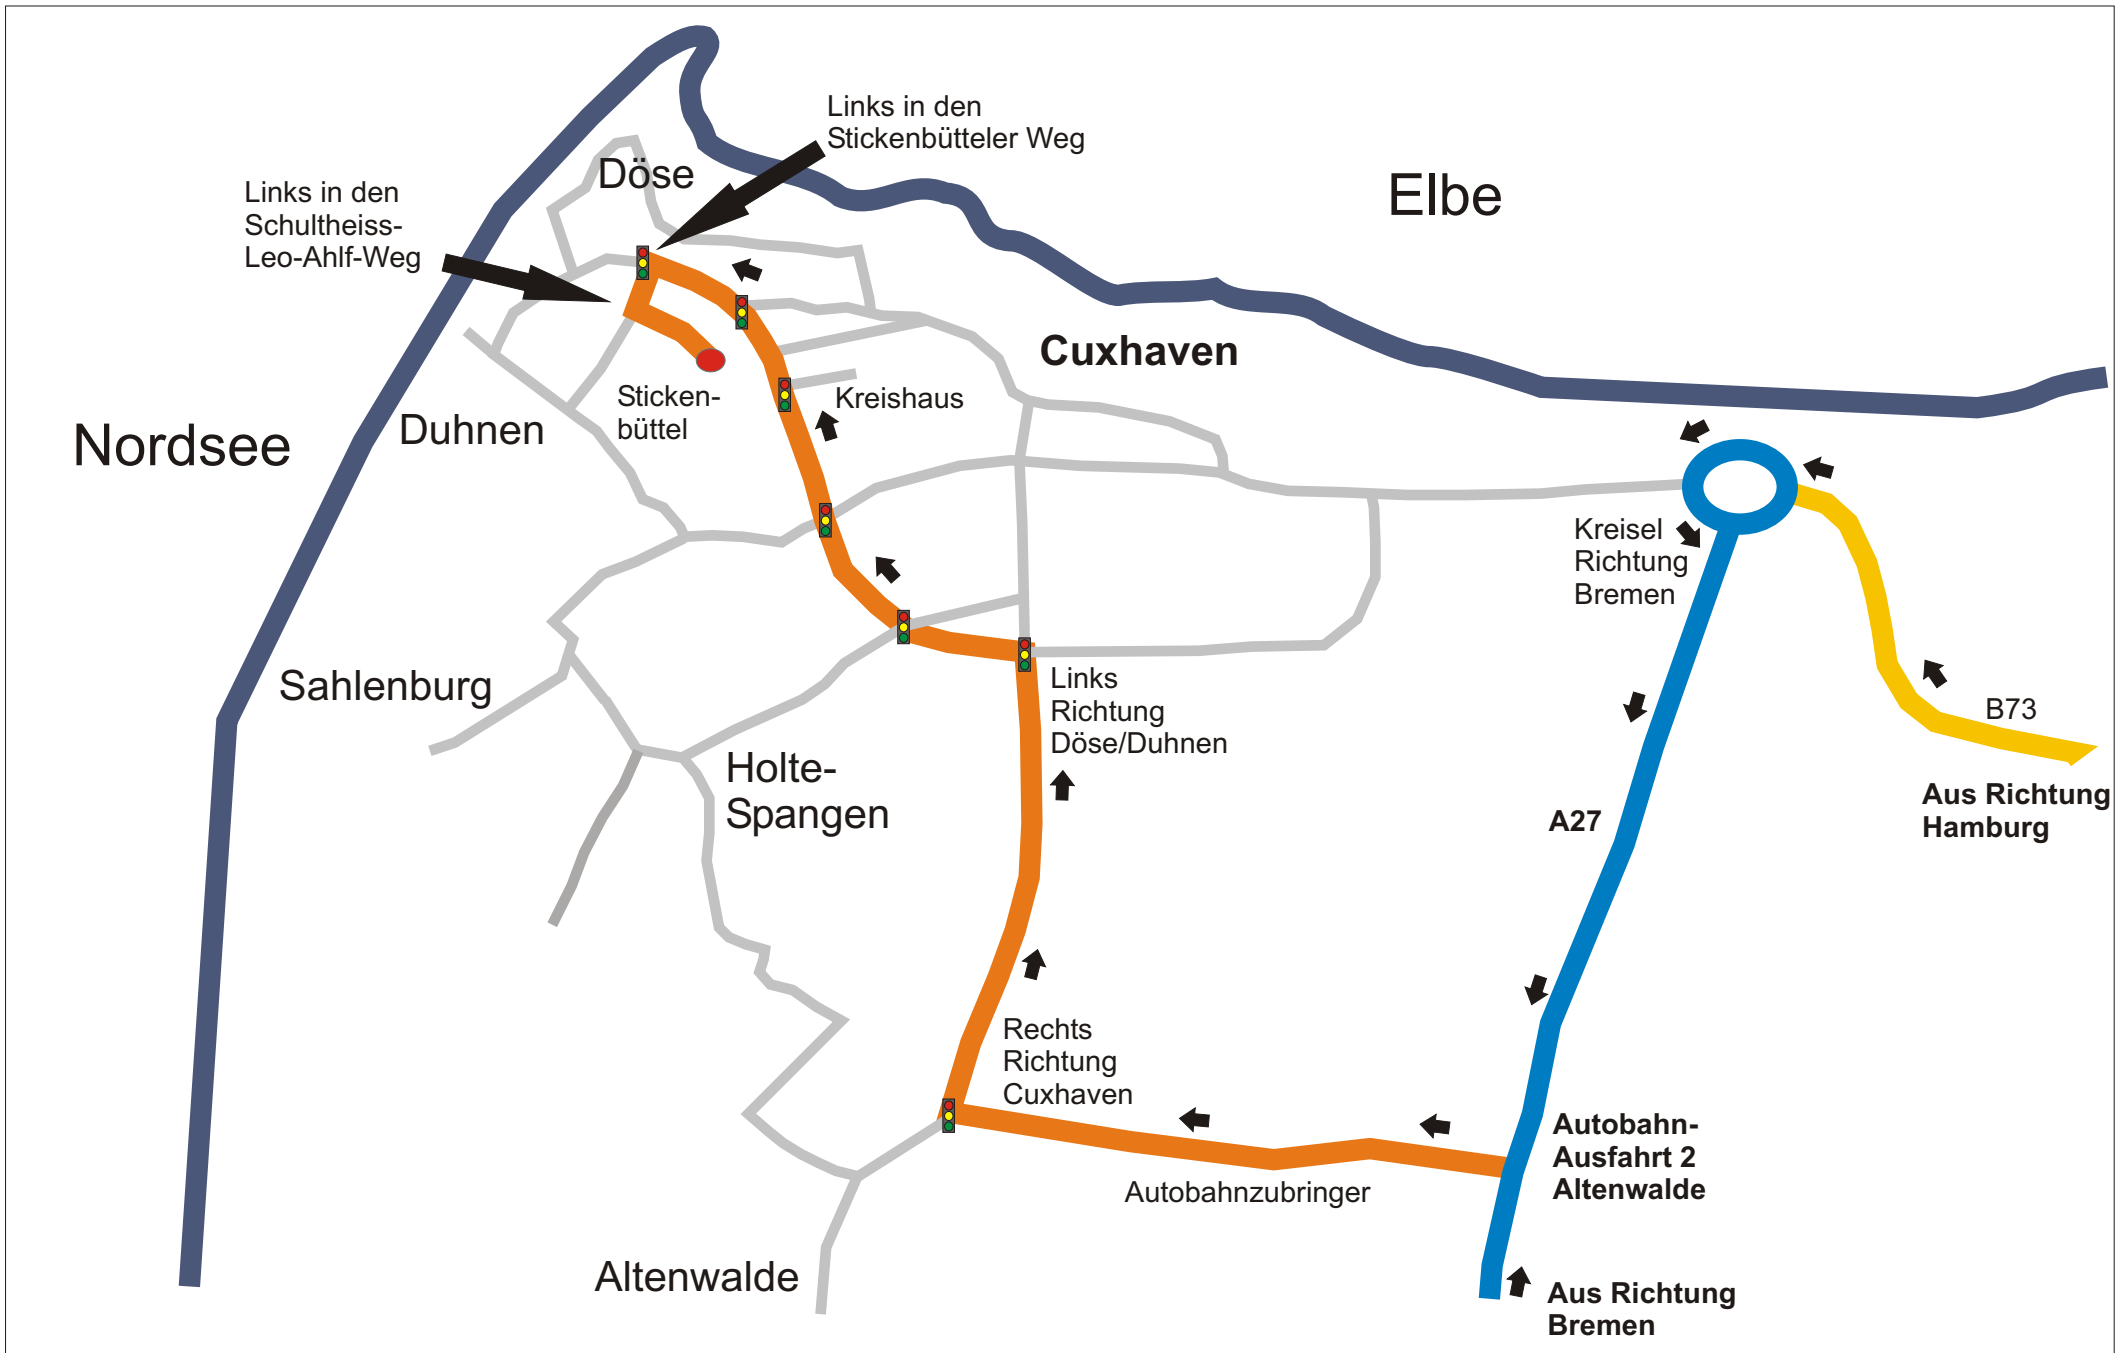 Links in den
Stickenbütteler Weg
Döse
Links in den
Schultheiss-
Leo-Ahlf-Weg
Elbe
Cuxhaven
Nordsee
Duhnen
Sticken-
büttel
Kreishaus
Kreisel
Richtung
Bremen
Sahlenburg
Links
Richtung
Döse/Duhnen
B73
Holte-
Spangen
Aus Richtung
Hamburg
A27
Rechts
Richtung
Cuxhaven
Autobahn-
Ausfahrt 2
Altenwalde
Autobahnzubringer
Altenwalde
Aus Richtung
Bremen